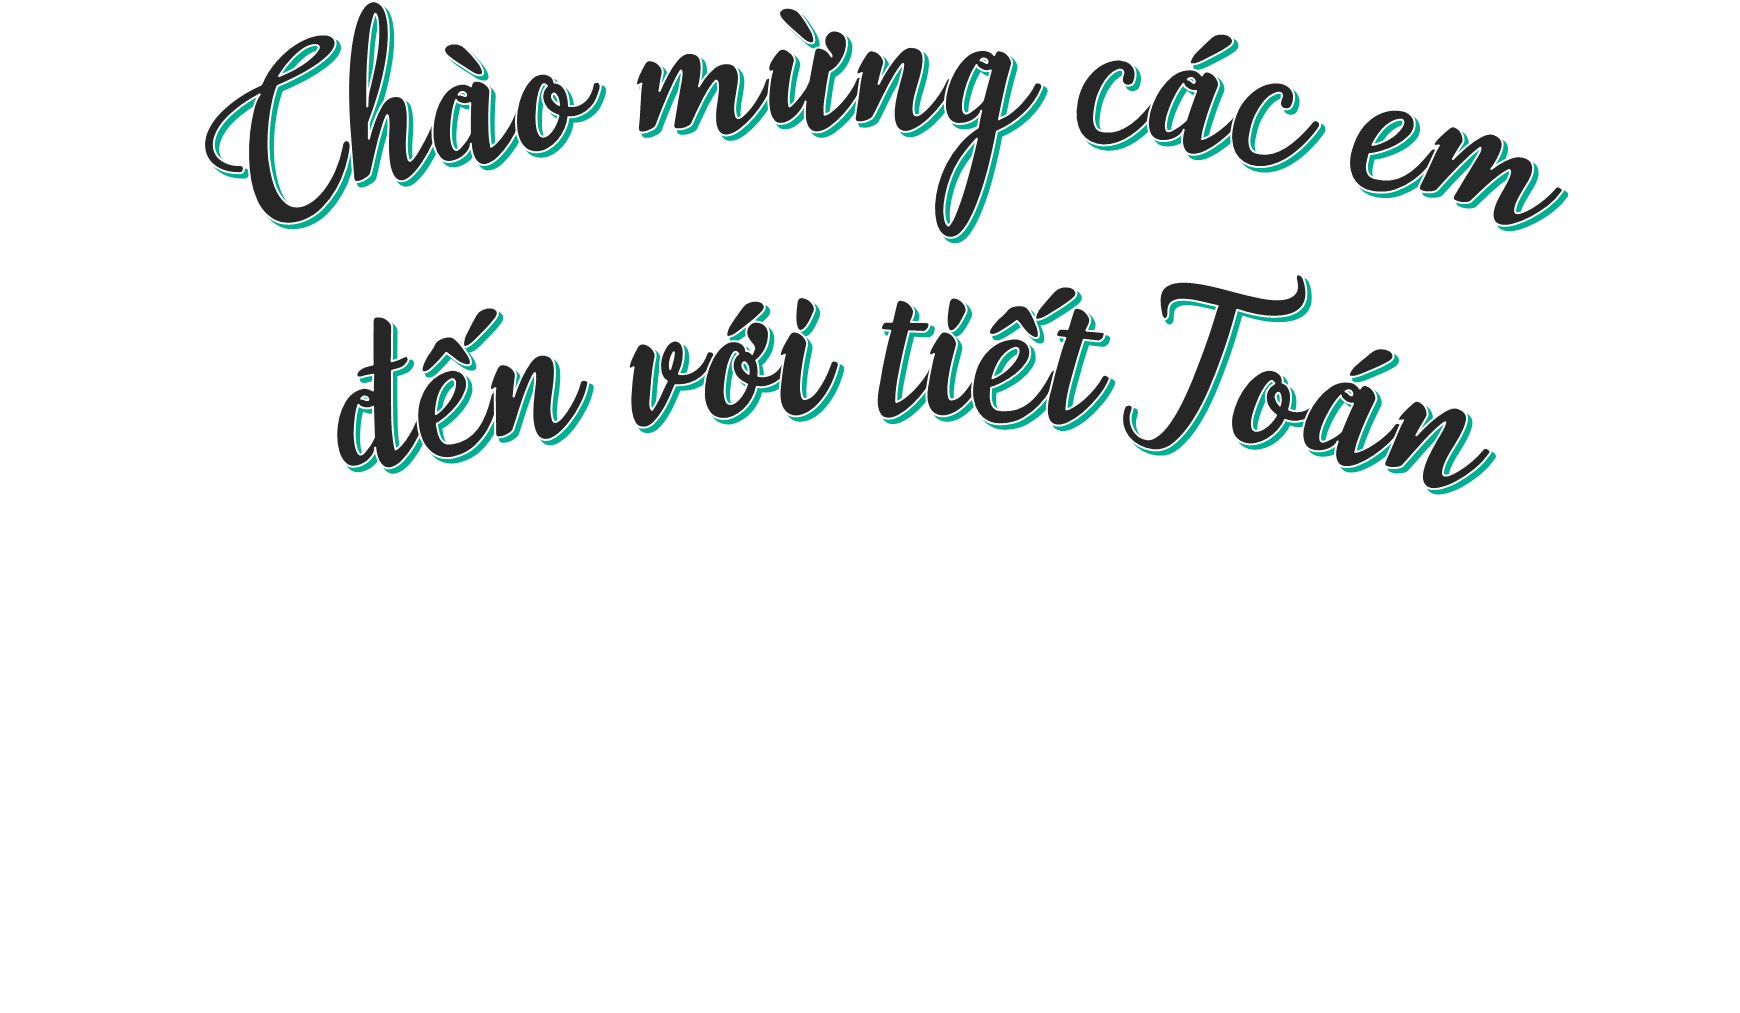 Chào mừng các em
đến với tiết Toán